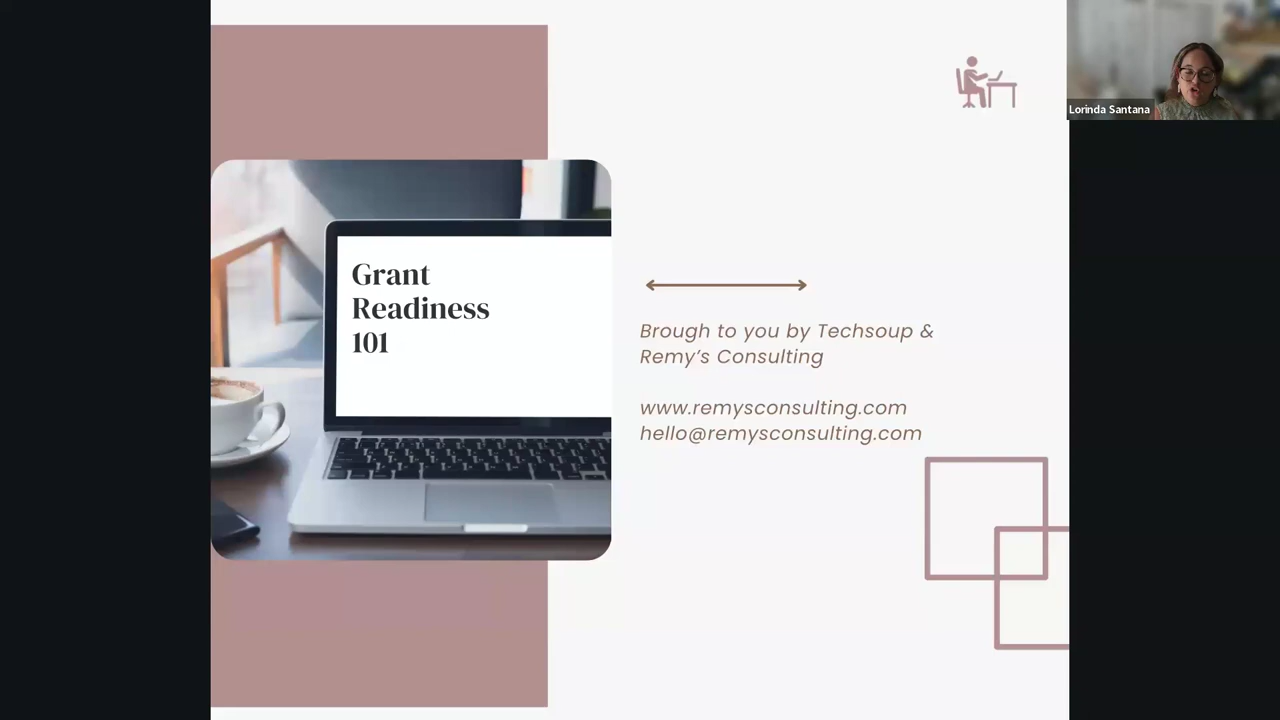 Lorinda Santana
Grant
Readiness
101
Brough to you by Techsoup &
Remy’s Consulting
www.remysconsulting.com
hello@remysconsulting.com